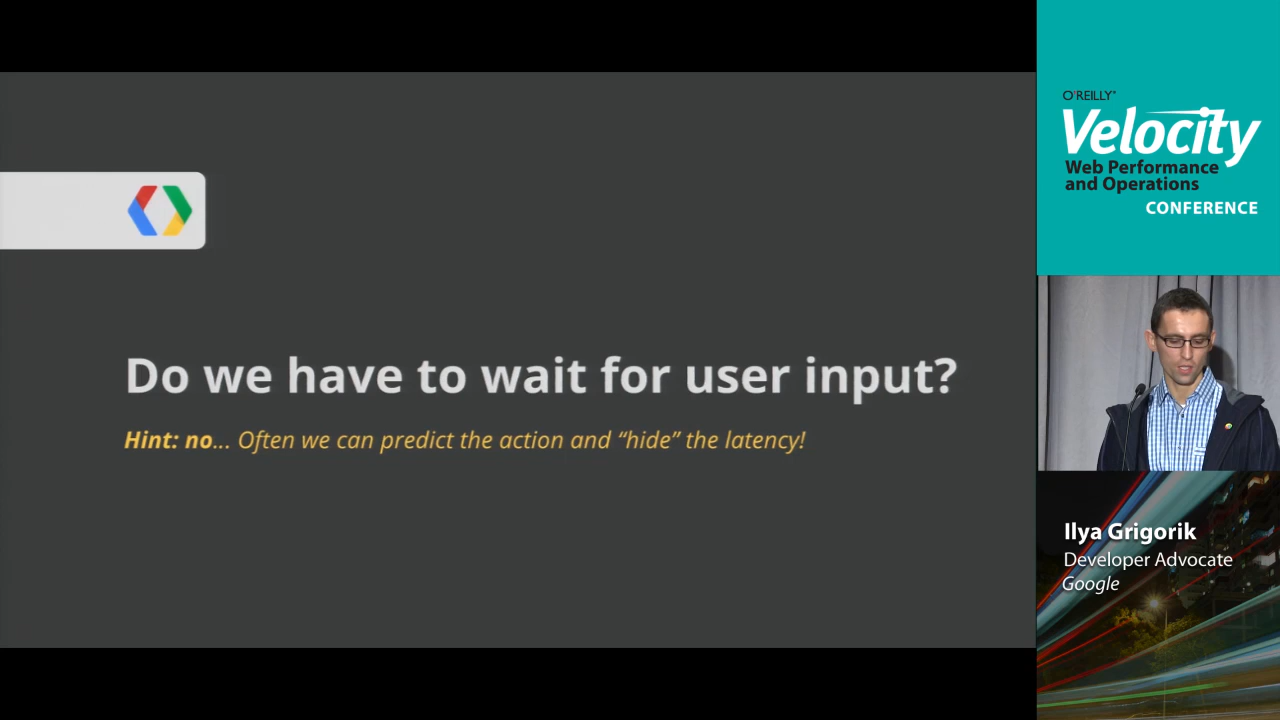 Do we have to wait for user input?
Hint: no... Often we can predict the action and “hide” the latency!
O'REILLY®
Velocity
Web Performance
and Operations
CONFERENCE
Ilya Grigorik
Developer Advocate
Google